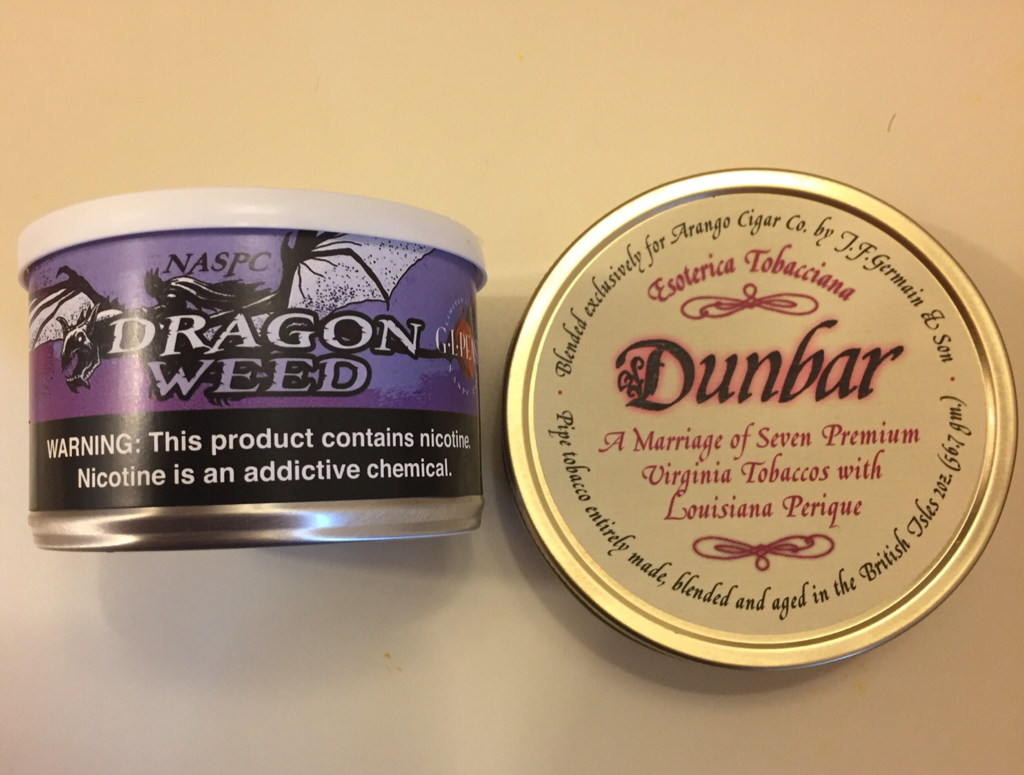 NASPC
DRAGON
WEED
WARNING: This product contains nicotine.
Nicotine is an addictive chemical.
Blended exclusively for Arango Cigar Co. by J.F. Germain & Son
Esoterica Tobacciana
Dunbar
A Marriage of Seven Premium
Virginia Tobaccos with
Louisiana Perique
Pipe tobacco entirely made, blended and aged in the British Isles 2oz. (56.7 gm)